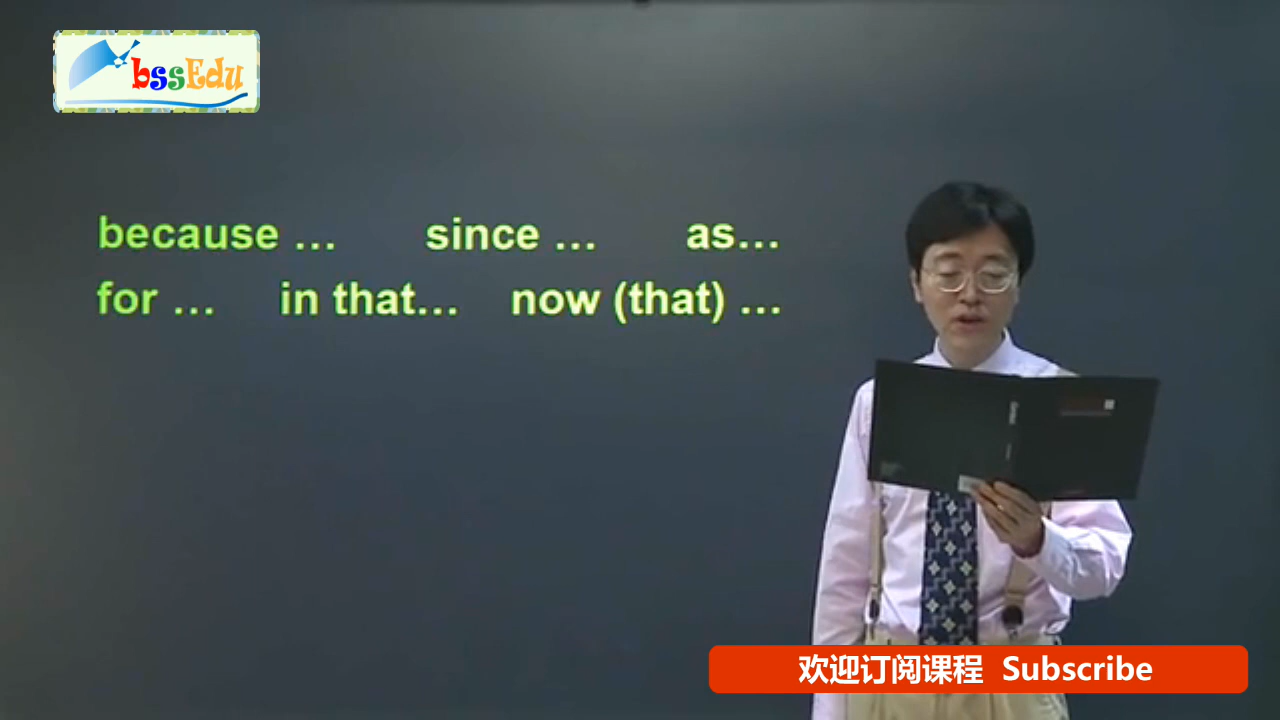 bssEdu
because … since … as…
for … in that… now (that) …
欢迎订阅课程 Subscribe